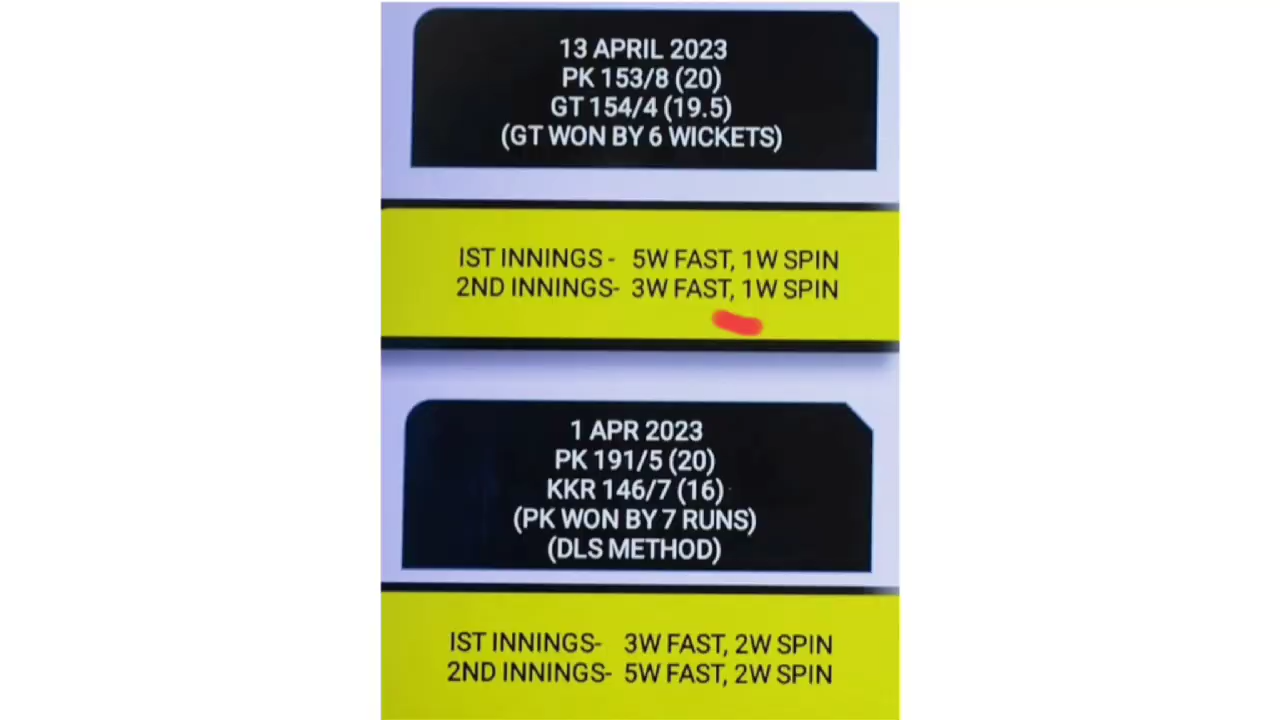 13 APRIL 2023
PK 153/8 (20)
GT 154/4 (19.5)
(GT WON BY 6 WICKETS)
IST INNINGS - 5W FAST, 1W SPIN
2ND INNINGS- 3W FAST, 1W SPIN
1 APR 2023
PK 191/5 (20)
KKR 146/7 (16)
(PK WON BY 7 RUNS)
(DLS METHOD)
IST INNINGS- 3W FAST, 2W SPIN
2ND INNINGS- 5W FAST, 2W SPIN